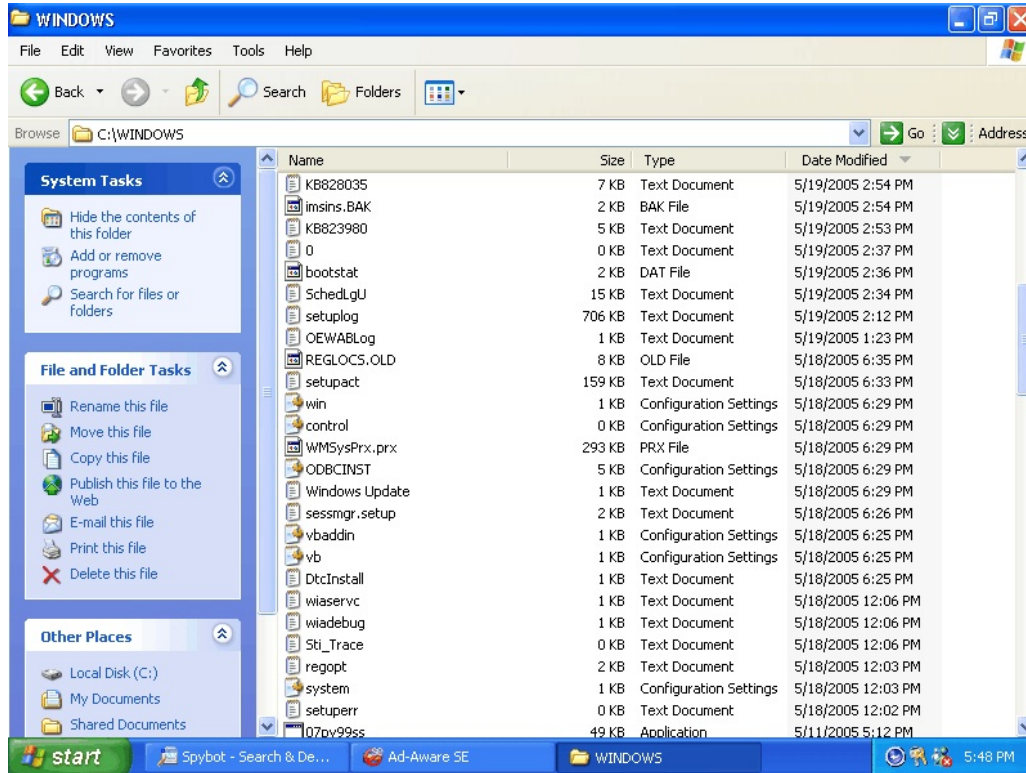 WINDOWS
File Edit View Favorites Tools Help
Back Search Folders
Browse C:\WINDOWS Go Address
System Tasks
Hide the contents of
this folder
Add or remove
programs
Search for files or
folders
File and Folder Tasks
Rename this file
Move this file
Copy this file
Publish this file to the
Web
E-mail this file
Print this file
Delete this file
Other Places
Local Disk (C:)
My Documents
Shared Documents
Name Size Type Date Modified
KB828035 7 KB Text Document 5/19/2005 2:54 PM
imsins.BAK 2 KB BAK File 5/19/2005 2:54 PM
KB823980 5 KB Text Document 5/19/2005 2:53 PM
0 0 KB Text Document 5/19/2005 2:37 PM
bootstat 2 KB DAT File 5/19/2005 2:36 PM
SchedLgU 15 KB Text Document 5/19/2005 2:34 PM
setuplog 706 KB Text Document 5/19/2005 2:12 PM
OEWABLog 1 KB Text Document 5/19/2005 1:23 PM
REGLOCS.OLD 8 KB OLD File 5/18/2005 6:35 PM
setupact 159 KB Text Document 5/18/2005 6:33 PM
win 1 KB Configuration Settings 5/18/2005 6:29 PM
control 0 KB Configuration Settings 5/18/2005 6:29 PM
WMSysPrx.prx 293 KB PRX File 5/18/2005 6:29 PM
ODBCINST 5 KB Configuration Settings 5/18/2005 6:29 PM
Windows Update 1 KB Text Document 5/18/2005 6:29 PM
sessmgr.setup 2 KB Text Document 5/18/2005 6:26 PM
vbaddin 1 KB Configuration Settings 5/18/2005 6:25 PM
vb 1 KB Configuration Settings 5/18/2005 6:25 PM
DtcInstall 1 KB Text Document 5/18/2005 6:25 PM
wiaservc 1 KB Text Document 5/18/2005 12:06 PM
wiadebug 1 KB Text Document 5/18/2005 12:06 PM
Sti_Trace 0 KB Text Document 5/18/2005 12:06 PM
regopt 2 KB Text Document 5/18/2005 12:03 PM
system 1 KB Configuration Settings 5/18/2005 12:03 PM
setuperr 0 KB Text Document 5/18/2005 12:02 PM
07pv99ss 49 KB Application 5/11/2005 5:12 PM
start Spybot - Search & De... Ad-Aware SE WINDOWS 5:48 PM